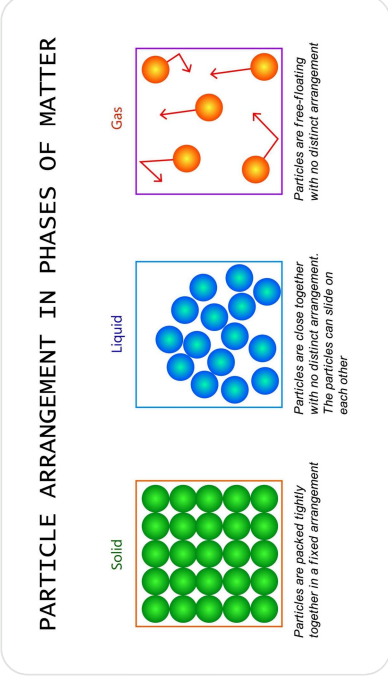 PARTICLE ARRANGEMENT IN PHASES OF MATTER
Solid
Particles are packed tightly
together in a fixed arrangement
Liquid
Particles are close together
with no distinct arrangement.
The particles can slide on
each other
Gas
Particles are free-floating
with no distinct arrangement